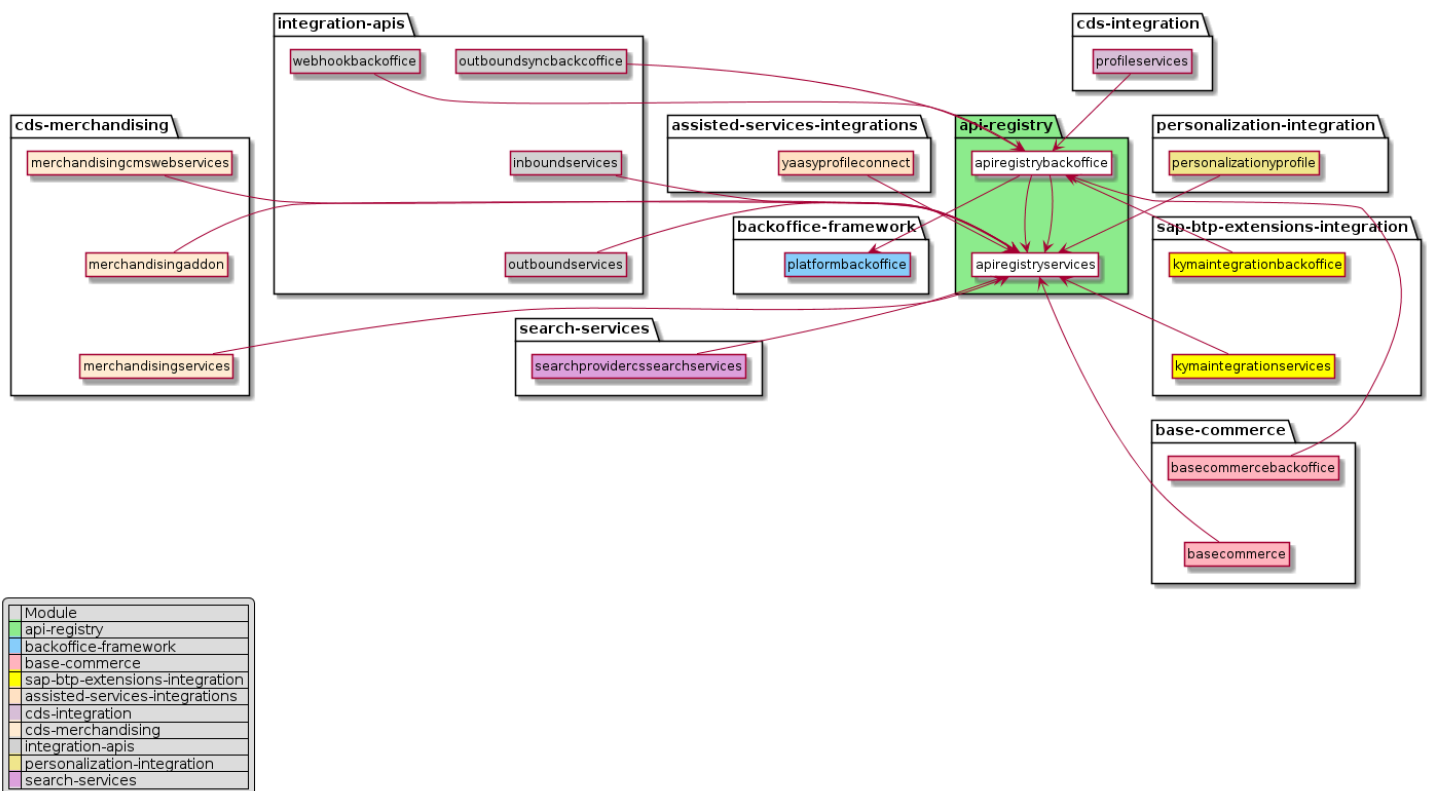 integration-apis
webhookbackoffice
outboundsyncbackcoffice
inboundservices
outboundservices
cds-integration
profileservices
cds-merchandising
merchandisingcmswebservices
merchandisingaddon
merchandisingservices
assisted-services-integrations
yaasyprofileconnect
api-registry
apiregistrybackoffice
apiregistryservices
personalization-integration
personalizationyprofile
backoffice-framework
platformbackoffice
sap-btp-extensions-integration
kymaintegrationbackoffice
kymaintegrationservices
search-services
searchprovidercssearchservices
base-commerce
basecommercebackoffice
basecommerce
Module
api-registry
backoffice-framework
base-commerce
sap-btp-extensions-integration
assisted-services-integrations
cds-integration
cds-merchandising
integration-apis
personalization-integration
search-services